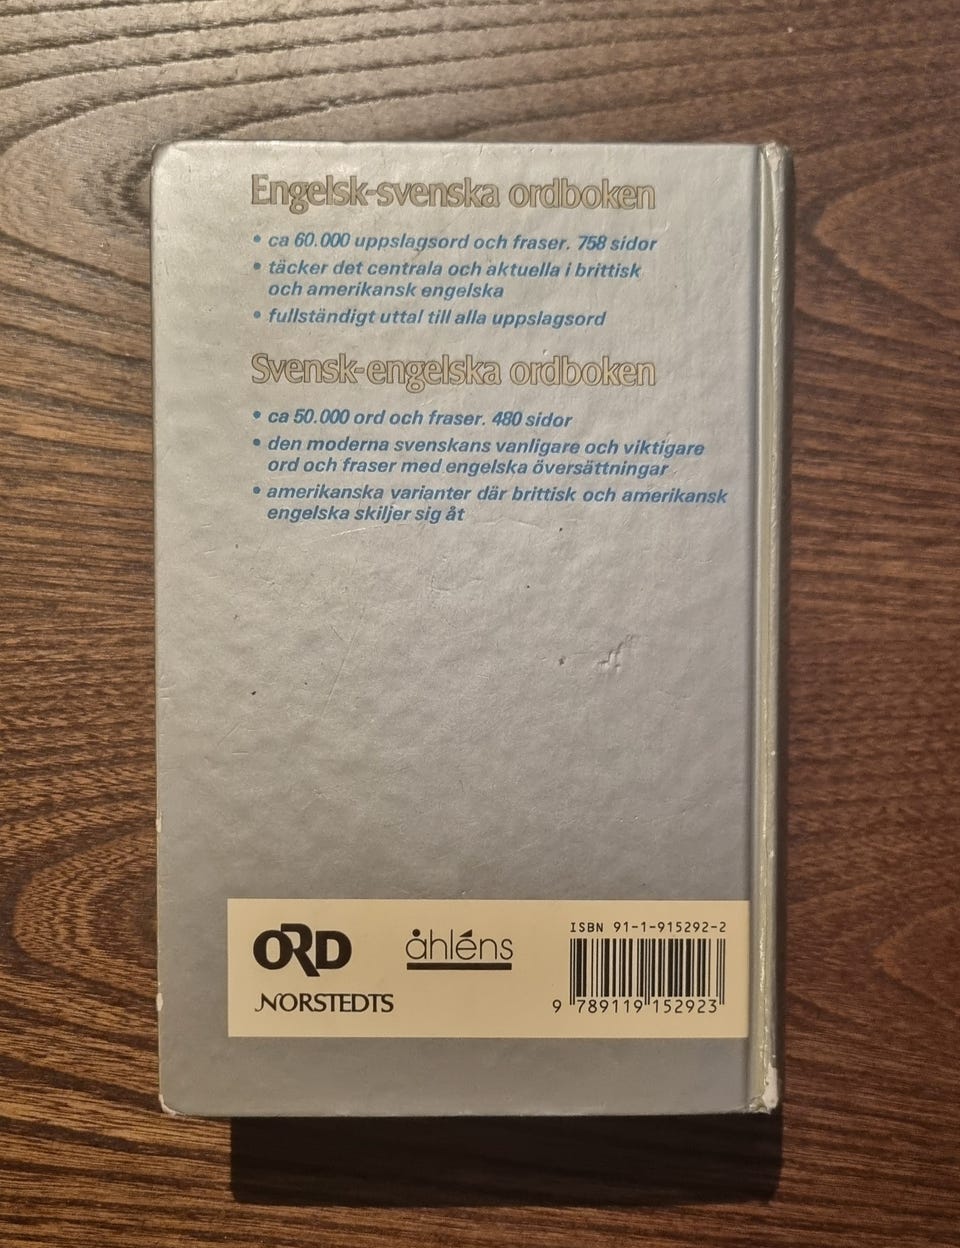 Engelsk-svenska ordboken
• ca 60.000 uppslagsord och fraser. 758 sidor
• täcker det centrala och aktuella i brittisk
och amerikansk engelska
• fullständigt uttal till alla uppslagsord
Svensk-engelska ordboken
• ca 50.000 ord och fraser. 480 sidor
• den moderna svenskans vanligare och viktigare
ord och fraser med engelska översättningar
• amerikanska varianter där brittisk och amerikansk
engelska skiljer sig åt
ORD
NORSTEDTS
åhléns
ISBN 91-1-915292-2
9 789119 152923